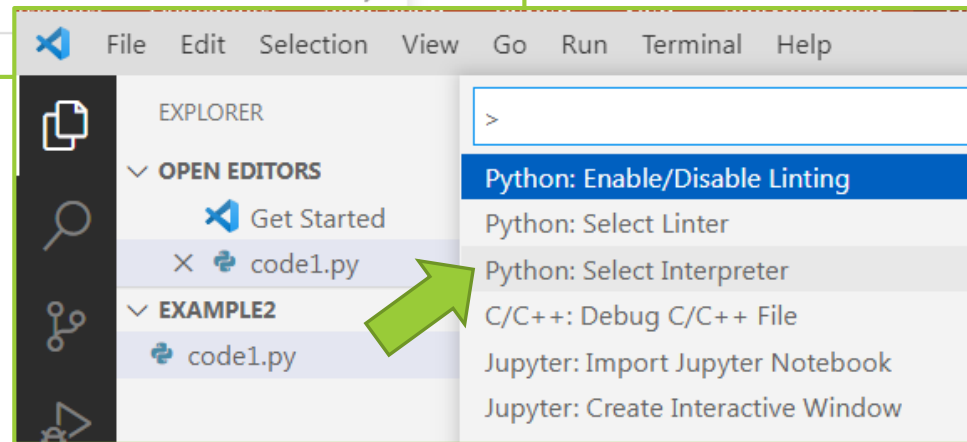 File Edit Selection View Go Run Terminal Help
EXPLORER
OPEN EDITORS
Get Started
code1.py
EXAMPLE2
code1.py
>
Python: Enable/Disable Linting
Python: Select Linter
Python: Select Interpreter
C/C++: Debug C/C++ File
Jupyter: Import Jupyter Notebook
Jupyter: Create Interactive Window